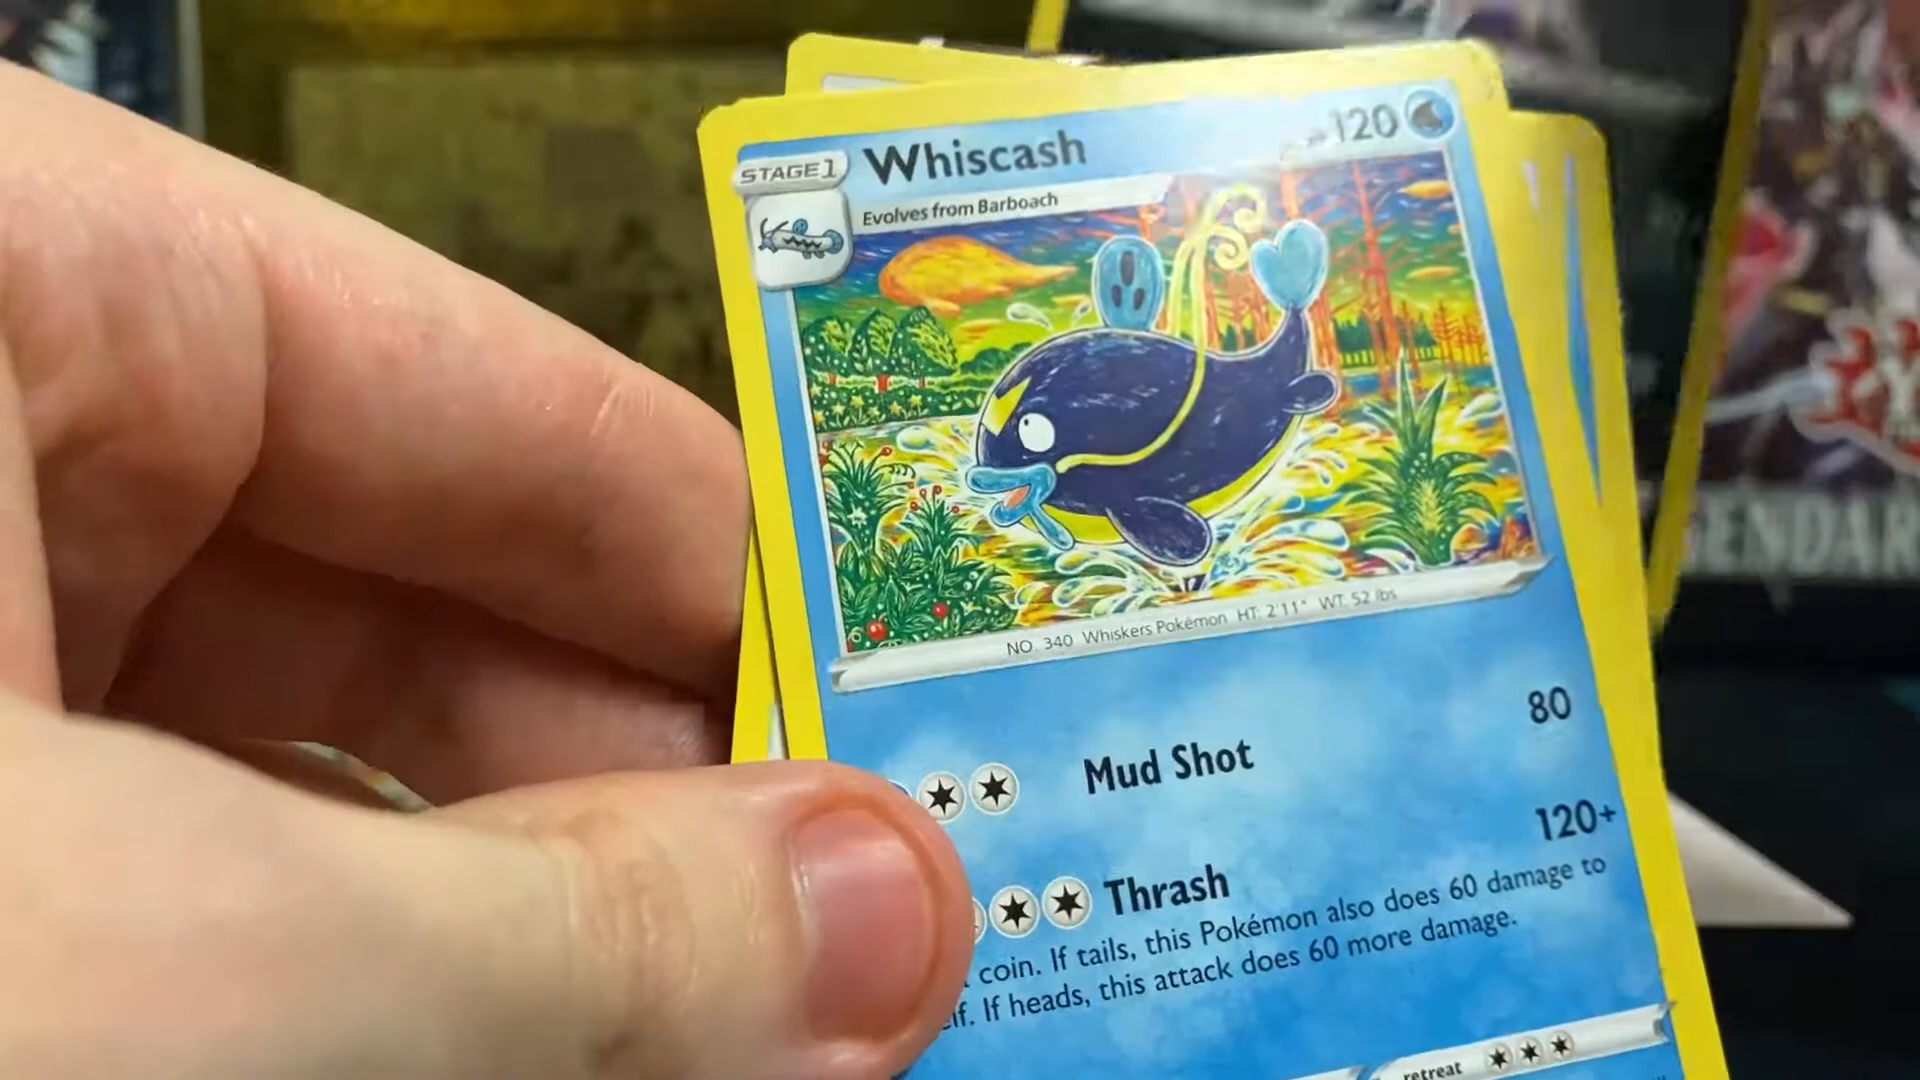 STAGE 1
Whiscash
120
Evolves from Barboach
NO. 340 Whiskers Pokémon HT: 2'11" WT: 52 lbs
Mud Shot
80
Thrash
120+
coin. If tails, this Pokémon also does 60 damage to
If heads, this attack does 60 more damage.
retreat
ENDAR